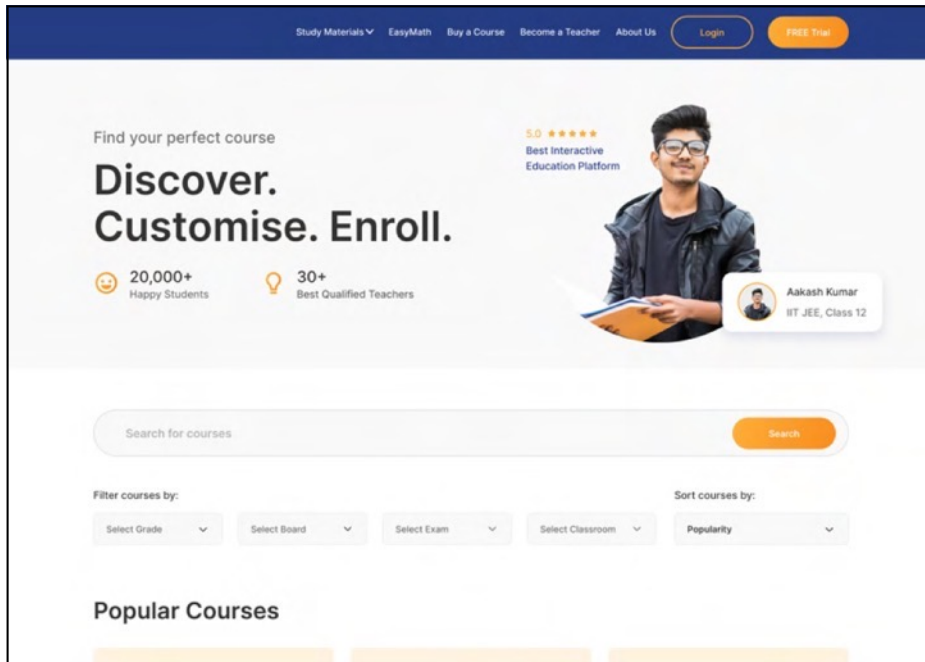 Study Materials EasyMath Buy a Course Become a Teacher About Us Login FREE Trial
Find your perfect course
Discover.
Customise. Enroll.
20,000+
Happy Students
30+
Best Qualified Teachers
5.0
Best Interactive
Education Platform
Aakash Kumar
IIT JEE, Class 12
Search for courses Search
Filter courses by: Sort courses by:
Select Grade Select Board Select Exam Select Classroom Popularity
Popular Courses